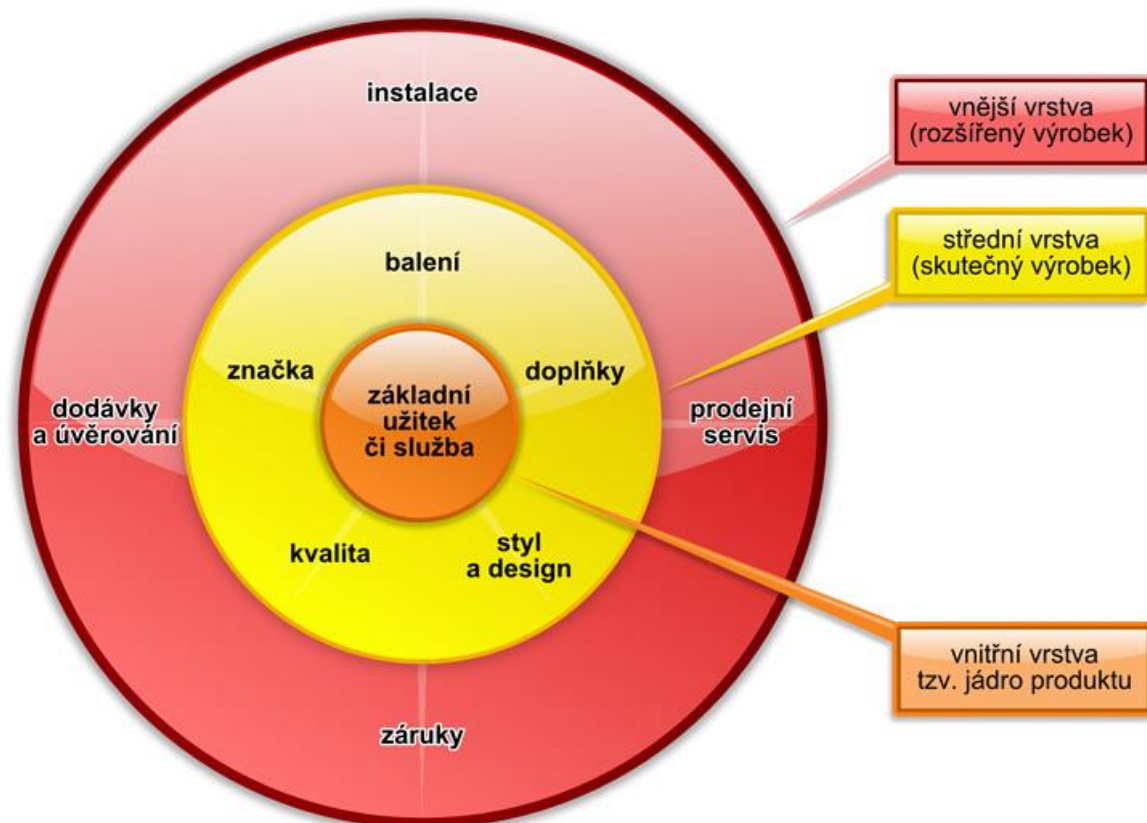 instalace
vnější vrstva
(rozšířený výrobek)
střední vrstva
(skutečný výrobek)
balení
značka
doplňky
základní
užitek
či služba
dodávky
a úvěrování
prodejní
servis
kvalita
styl
a design
vnitřní vrstva
tzv. jádro produktu
záruky